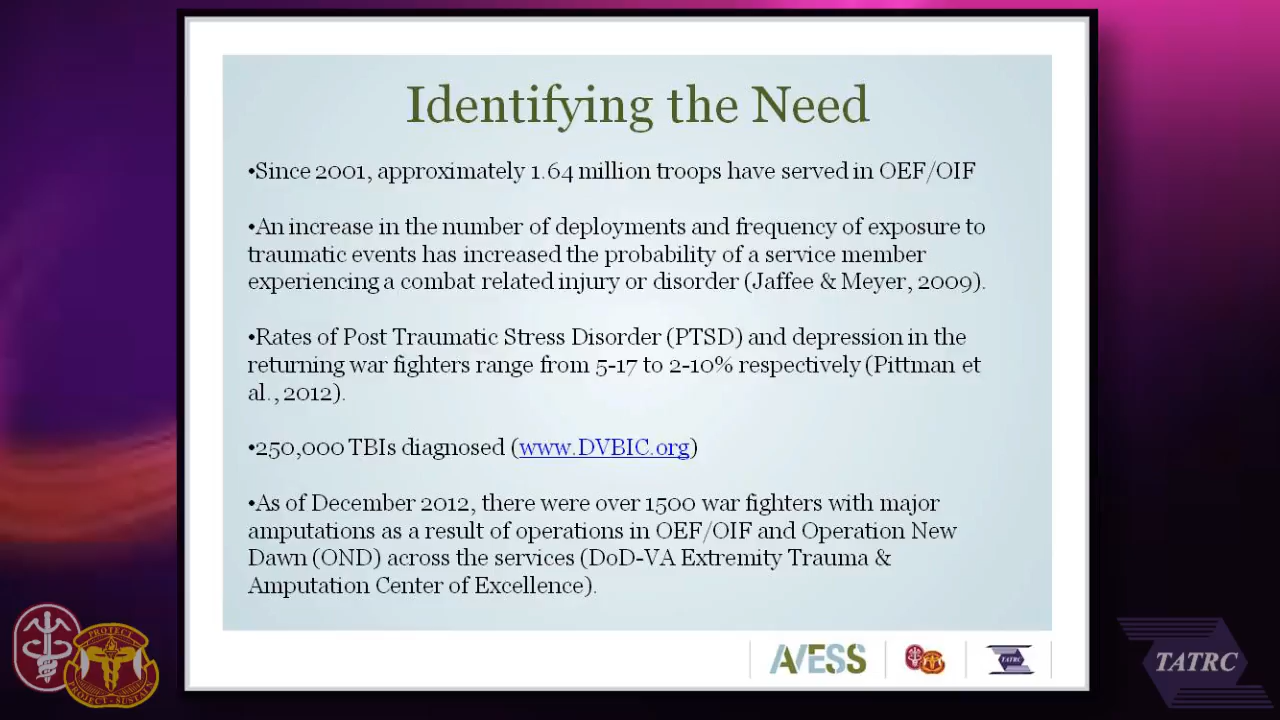 Identifying the Need
•Since 2001, approximately 1.64 million troops have served in OEF/OIF
•An increase in the number of deployments and frequency of exposure to
traumatic events has increased the probability of a service member
experiencing a combat related injury or disorder (Jaffee & Meyer, 2009).
•Rates of Post Traumatic Stress Disorder (PTSD) and depression in the
returning war fighters range from 5-17 to 2-10% respectively (Pittman et
al., 2012).
•250,000 TBIs diagnosed (www.DVBIC.org)
•As of December 2012, there were over 1500 war fighters with major
amputations as a result of operations in OEF/OIF and Operation New
Dawn (OND) across the services (DoD-VA Extremity Trauma &
Amputation Center of Excellence).
AVESS
TATRC
PROJECT
PROJECT - SUSTAIN
TATRC